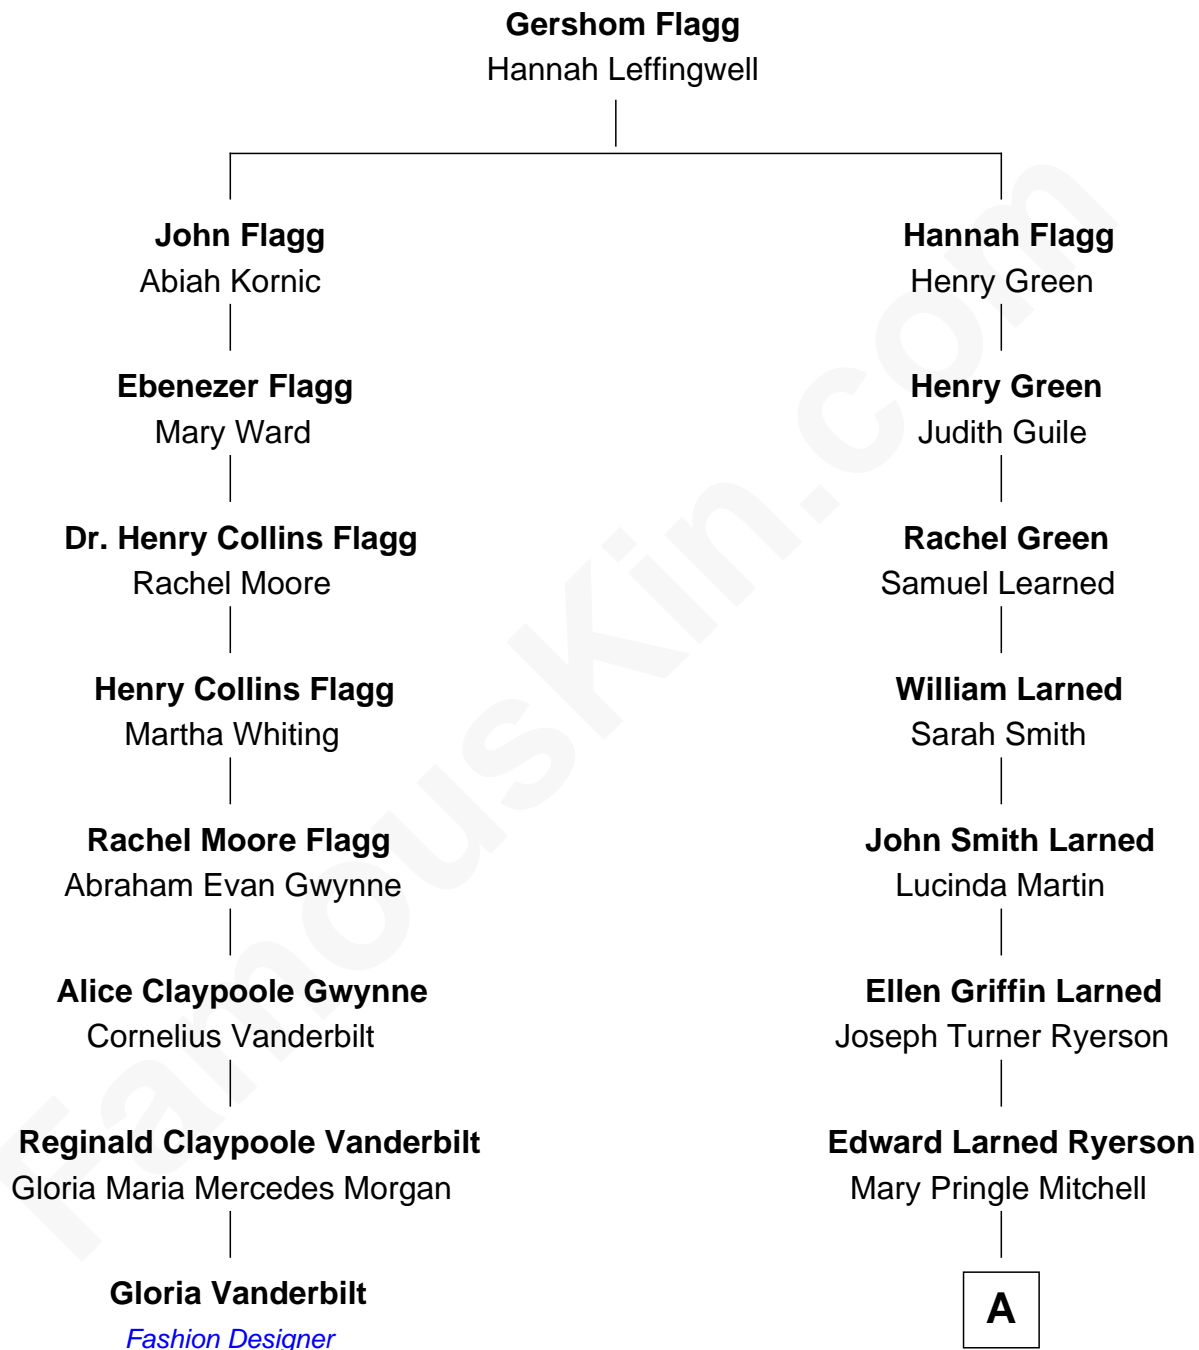 Gershom Flagg
Hannah Leffingwell
John Flagg
Abiah Kornic
Hannah Flagg
Henry Green
Ebenezer Flagg
Mary Ward
Henry Green
Judith Guile
Dr. Henry Collins Flagg
Rachel Moore
Rachel Green
Samuel Learned
Henry Collins Flagg
Martha Whiting
William Larned
Sarah Smith
Rachel Moore Flagg
Abraham Evan Gwynne
John Smith Larned
Lucinda Martin
Alice Claypoole Gwynne
Cornelius Vanderbilt
Ellen Griffin Larned
Joseph Turner Ryerson
Reginald Claypoole Vanderbilt
Gloria Maria Mercedes Morgan
Edward Larned Ryerson
Mary Pringle Mitchell
Gloria Vanderbilt
Fashion Designer
A
FamousKin.com